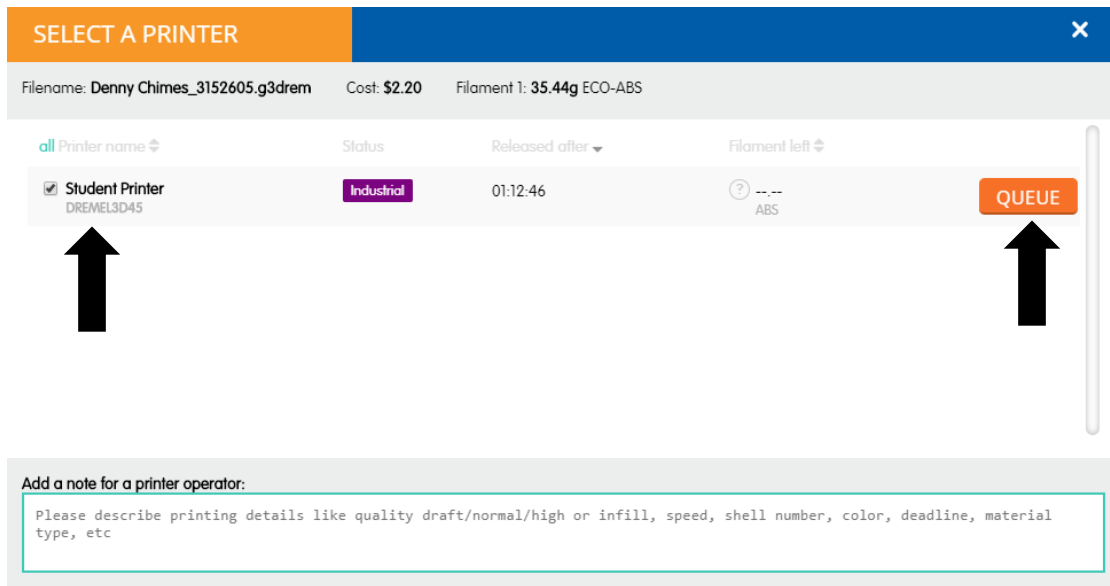 SELECT A PRINTER
Filename: Denny Chimes_3152605.g3drem Cost: $2.20 Filament 1: 35.44g ECO-ABS
all Printer name Status Released after Filament left
Student Printer Industrial 01:12:46 ? --.-- QUEUE
DREMEL3D45 ABS
Add a note for a printer operator:
Please describe printing details like quality draft/normal/high or infill, speed, shell number, color, deadline, material
type, etc